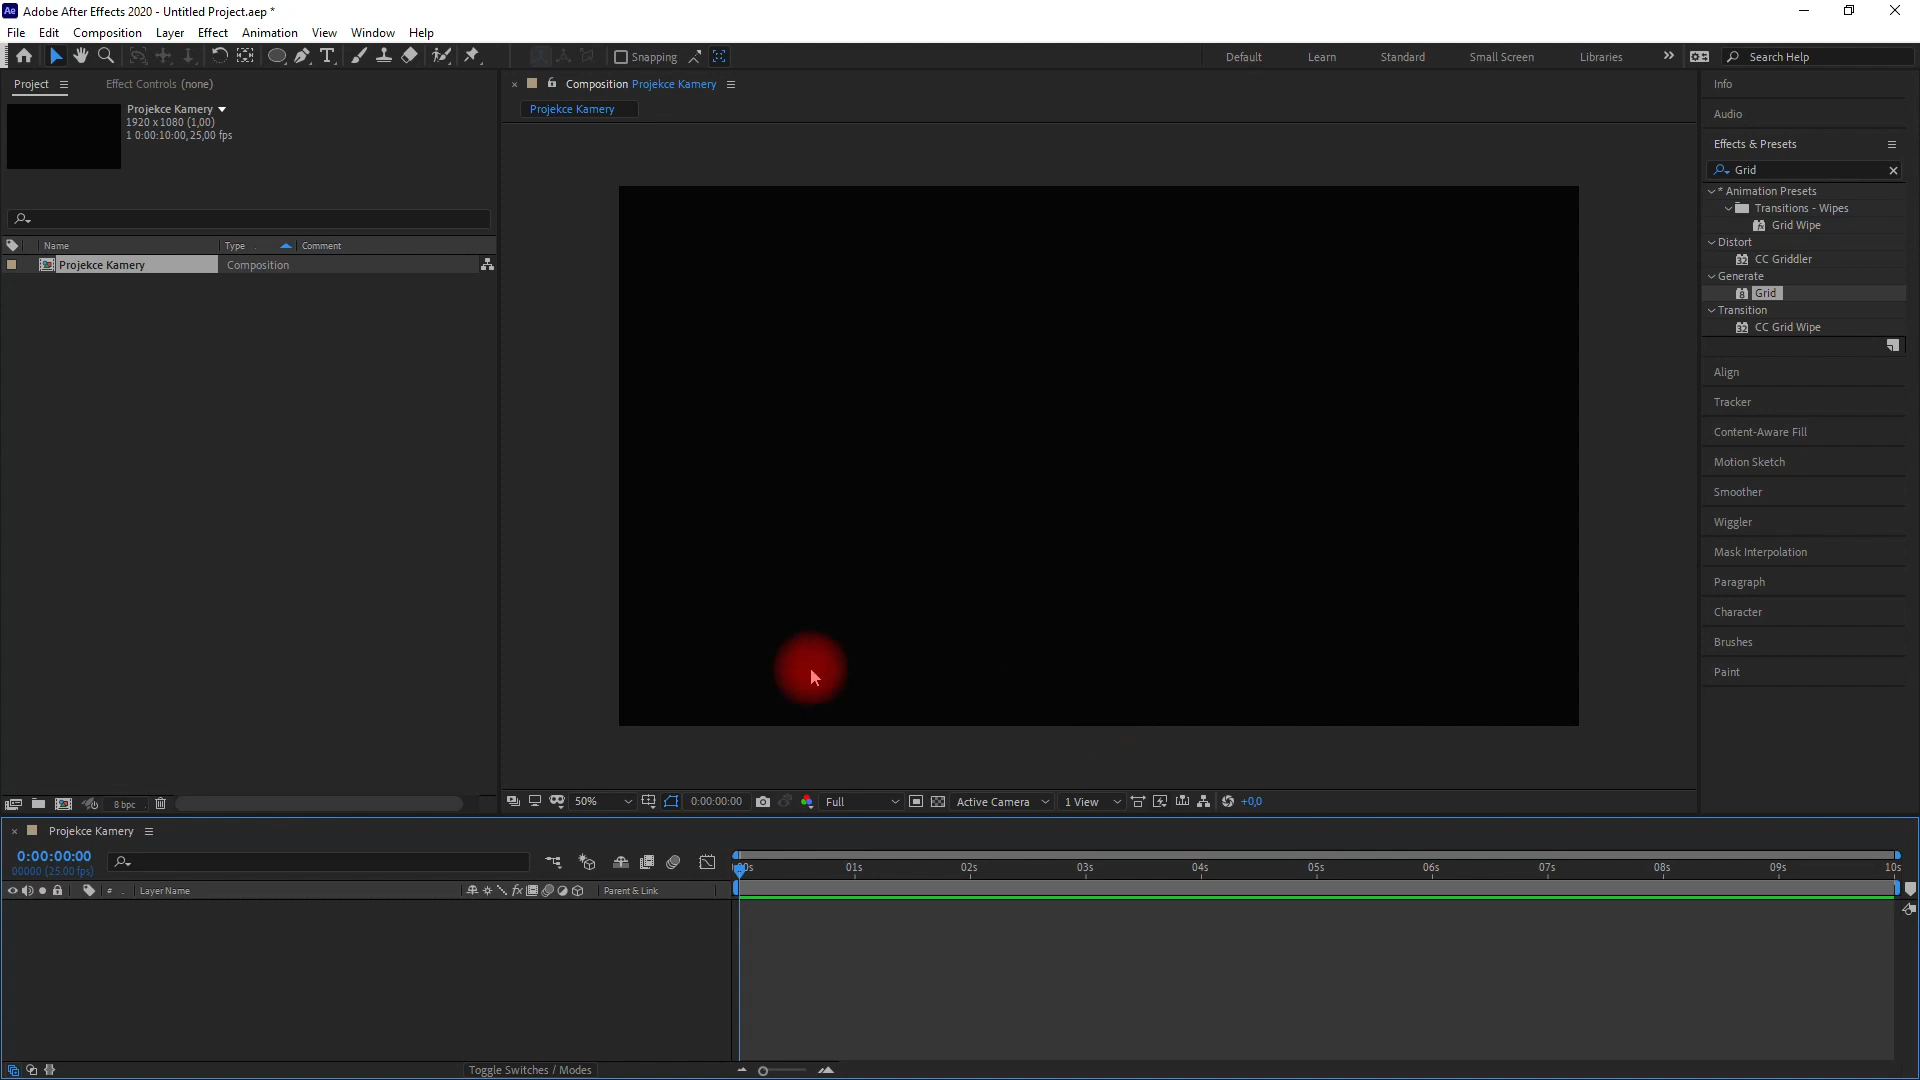 Ae Adobe After Effects 2020 - Untitled Project.aep *
File Edit Composition Layer Effect Animation View Window Help
Snapping Default Learn Standard Small Screen Libraries Search Help
Project Effect Controls (none)
Projekce Kamery
1920 x 1080 (1,00)
1 0:00:10:00, 25,00 fps
Name Type Comment
Projekce Kamery Composition
8 bpc
Composition Projekce Kamery
Projekce Kamery
50% 0:00:00:00 Full Active Camera 1 View +0,0
Info
Audio
Effects & Presets
Grid
* Animation Presets
Transitions - Wipes
Grid Wipe
Distort
CC Griddler
Generate
Grid
Transition
CC Grid Wipe
Align
Tracker
Content-Aware Fill
Motion Sketch
Smoother
Wiggler
Mask Interpolation
Paragraph
Character
Brushes
Paint
Projekce Kamery
0:00:00:00
00000 (25.00 fps)
# Layer Name Parent & Link
01s 02s 03s 04s 05s 06s 07s 08s 09s 10s
Toggle Switches / Modes